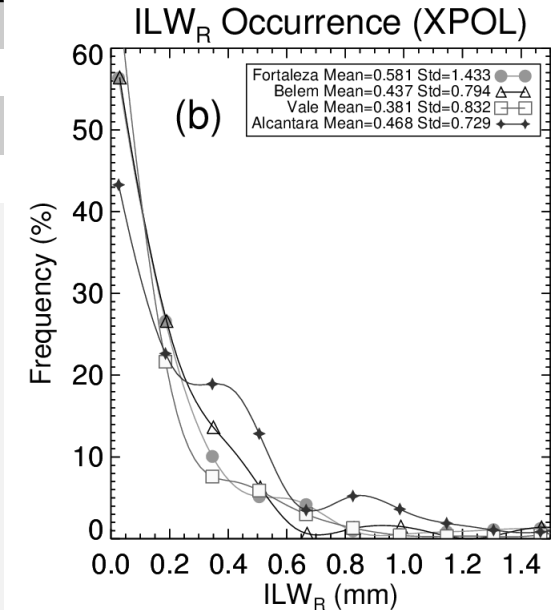 ILW_R Occurrence (XPOL)
60
50
40
30
20
10
0
Frequency (%)
(b)
Fortaleza Mean=0.581 Std=1.433
Belem Mean=0.437 Std=0.794
Vale Mean=0.381 Std=0.832
Alcantara Mean=0.468 Std=0.729
0.0 0.2 0.4 0.6 0.8 1.0 1.2 1.4
ILW_R (mm)